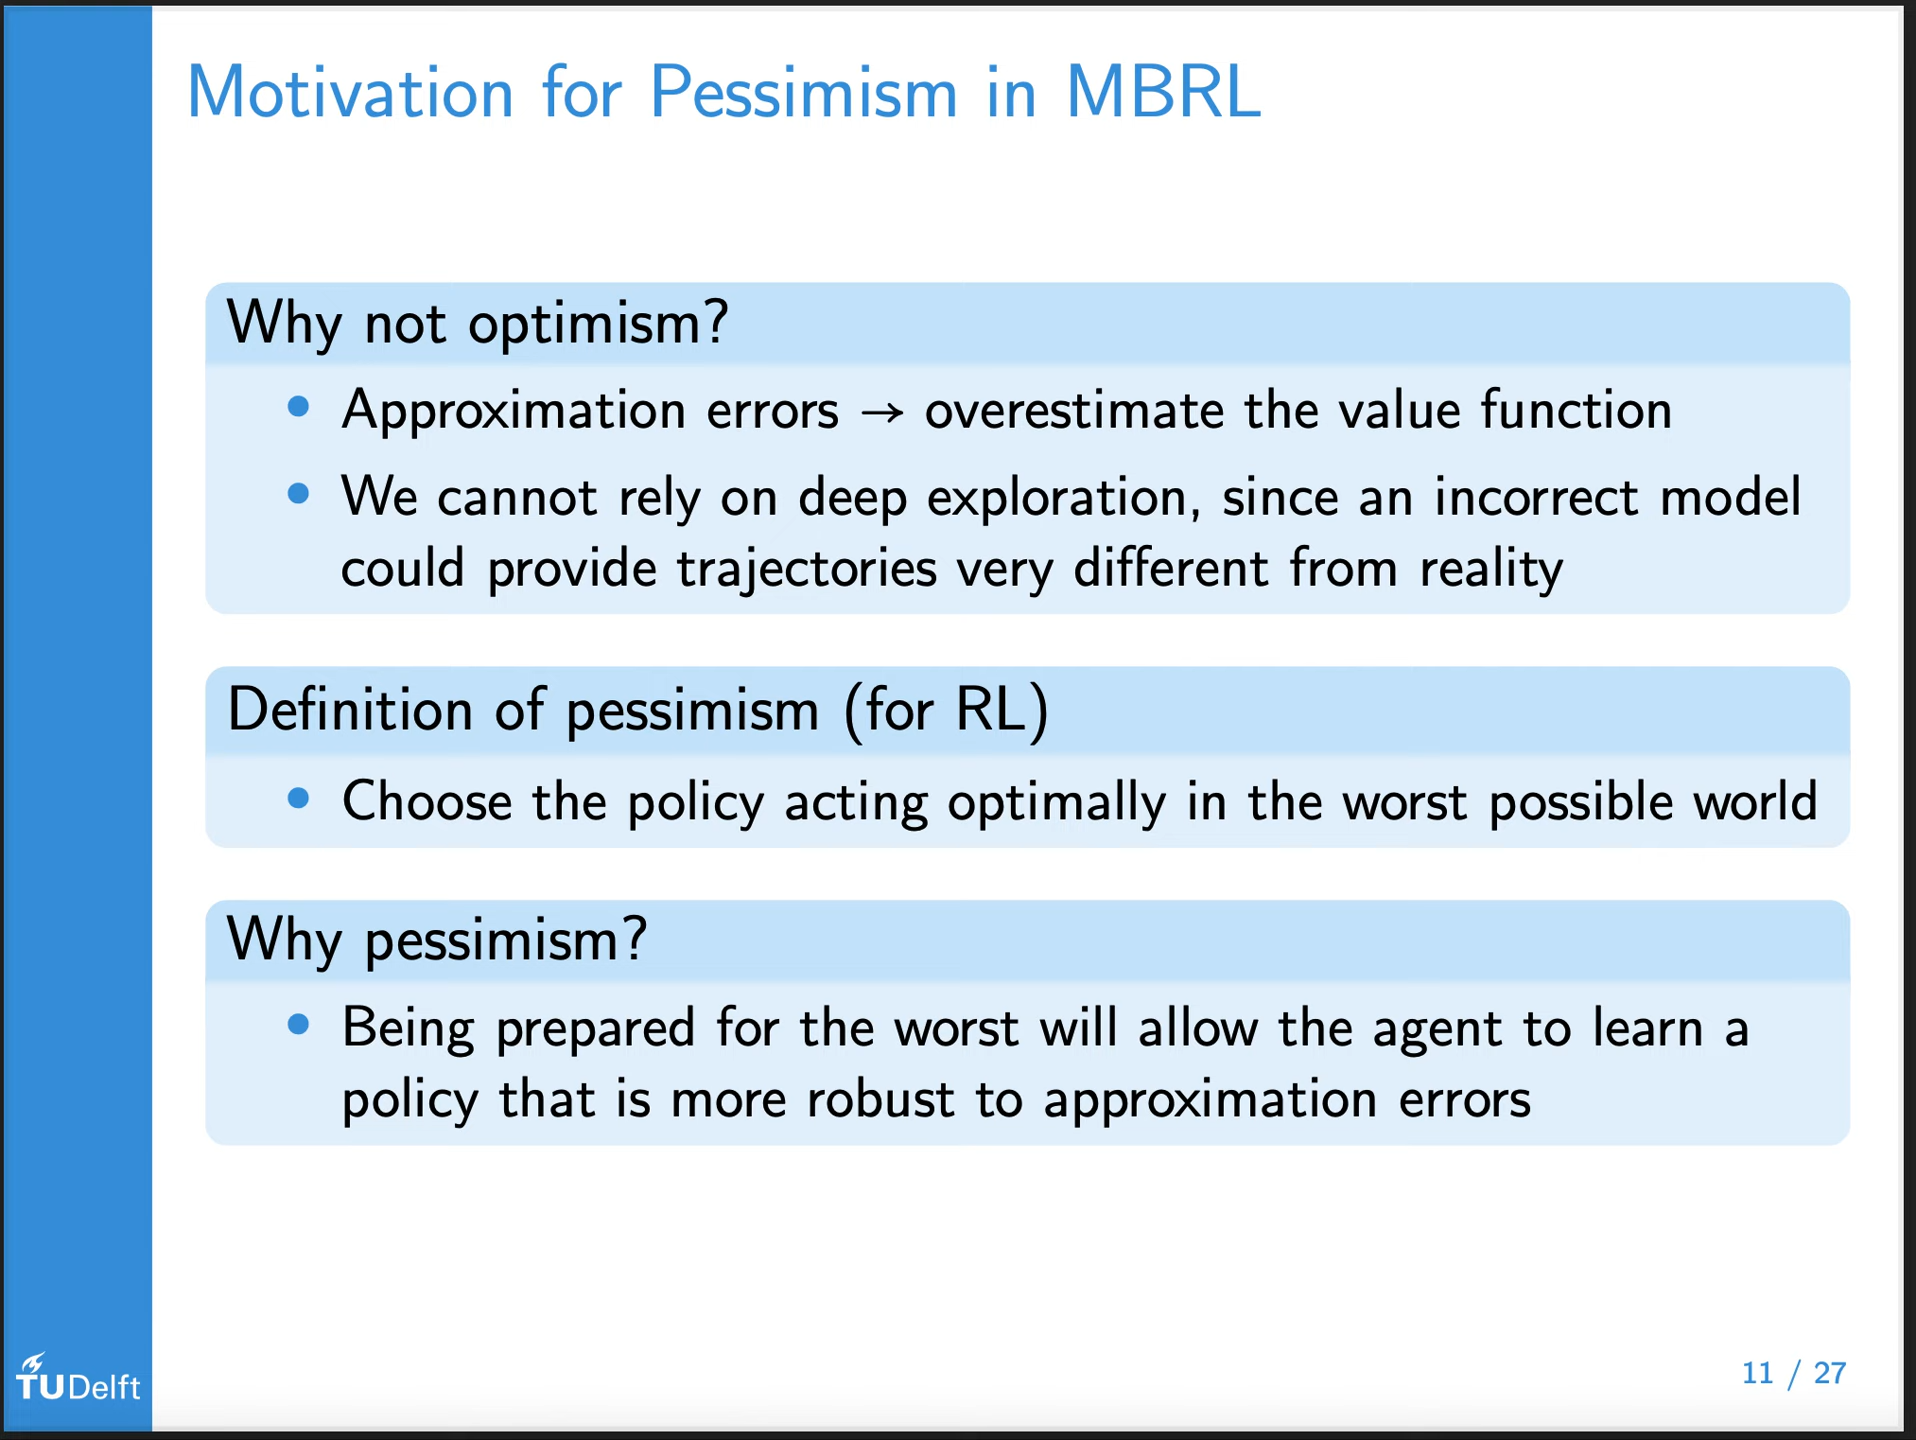 Motivation for Pessimism in MBRL
Why not optimism?
• Approximation errors → overestimate the value function
• We cannot rely on deep exploration, since an incorrect model
could provide trajectories very different from reality
Definition of pessimism (for RL)
• Choose the policy acting optimally in the worst possible world
Why pessimism?
• Being prepared for the worst will allow the agent to learn a
policy that is more robust to approximation errors
TUDelft
11 / 27